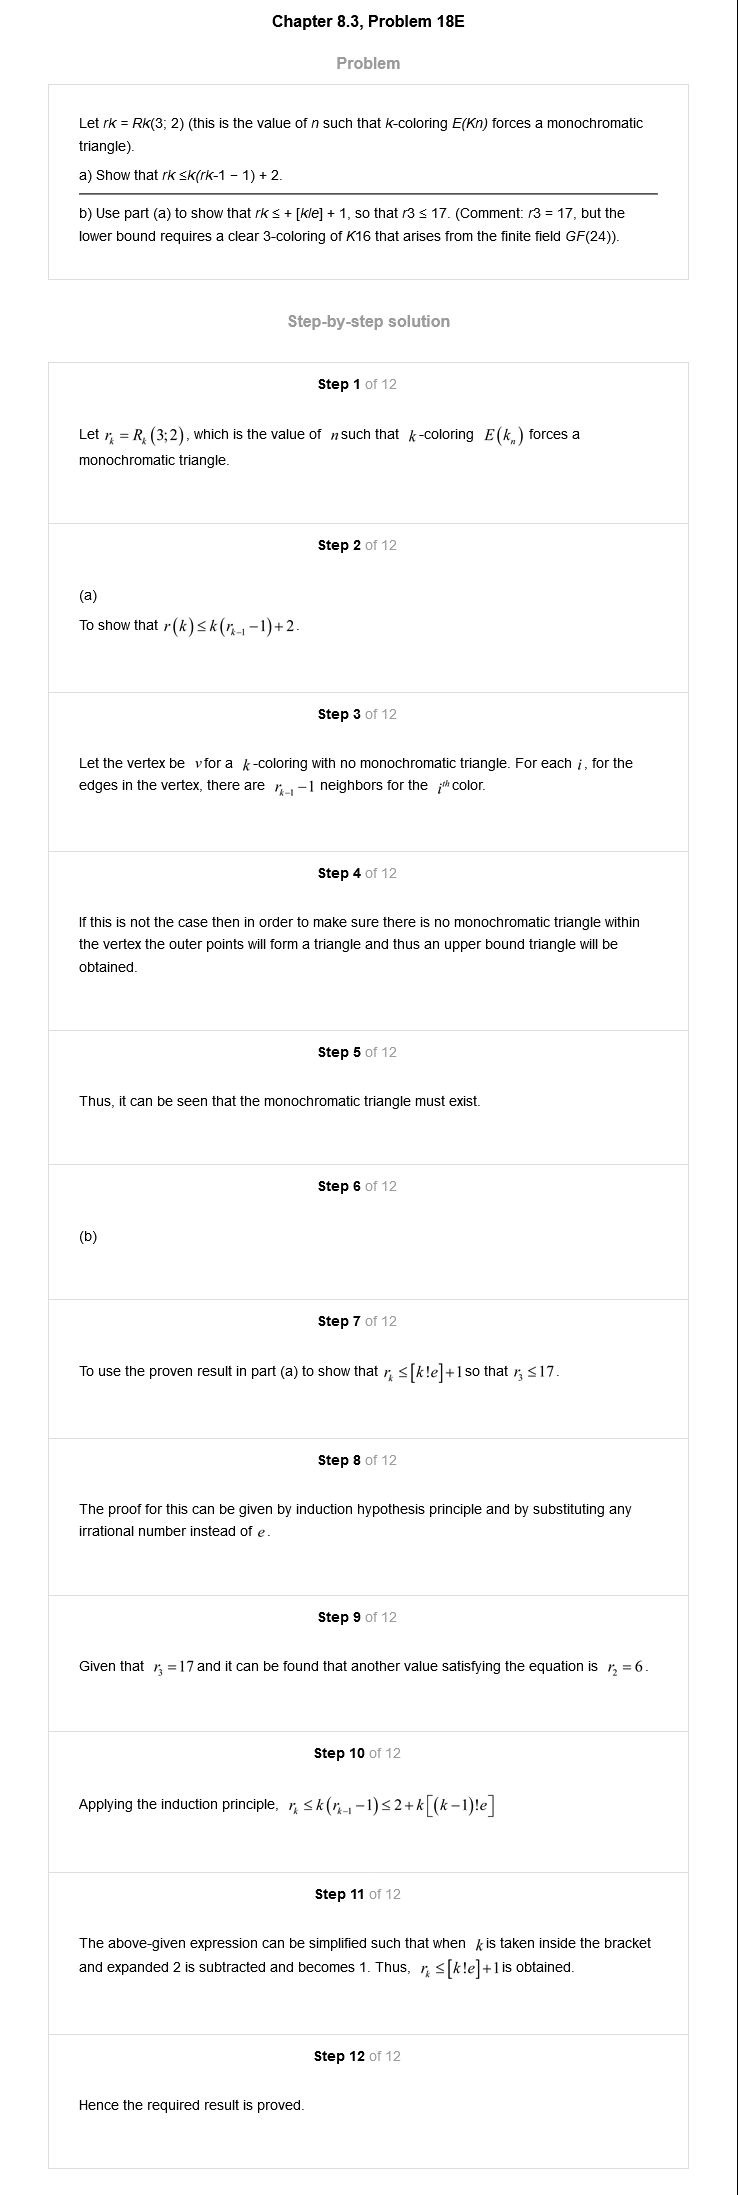 Chapter 8.3, Problem 18E
Problem
Let rk = Rk(3; 2) (this is the value of n such that k-coloring E(Kn) forces a monochromatic
triangle).
a) Show that rk ≤k(rk-1 − 1) + 2.
b) Use part (a) to show that rk ≤ + [k/e] + 1, so that r3 ≤ 17. (Comment: r3 = 17, but the
lower bound requires a clear 3-coloring of K16 that arises from the finite field GF(24)).
Step-by-step solution
Step 1 of 12
Let r_k = R_k (3;2), which is the value of n such that k-coloring E(k_n) forces a
monochromatic triangle.
Step 2 of 12
(a)
To show that r(k) ≤ k(r_{k-1} − 1) + 2.
Step 3 of 12
Let the vertex be v for a k-coloring with no monochromatic triangle. For each i, for the
edges in the vertex, there are r_{k-1} − 1 neighbors for the i^{th} color.
Step 4 of 12
If this is not the case then in order to make sure there is no monochromatic triangle within
the vertex the outer points will form a triangle and thus an upper bound triangle will be
obtained.
Step 5 of 12
Thus, it can be seen that the monochromatic triangle must exist.
Step 6 of 12
(b)
Step 7 of 12
To use the proven result in part (a) to show that r_k ≤ [k!e] + 1 so that r_3 ≤ 17.
Step 8 of 12
The proof for this can be given by induction hypothesis principle and by substituting any
irrational number instead of e.
Step 9 of 12
Given that r_3 = 17 and it can be found that another value satisfying the equation is r_2 = 6.
Step 10 of 12
Applying the induction principle, r_k ≤ k(r_{k-1} − 1) ≤ 2 + k[(k − 1)!e]
Step 11 of 12
The above-given expression can be simplified such that when k is taken inside the bracket
and expanded 2 is subtracted and becomes 1. Thus, r_k ≤ [k!e] + 1 is obtained.
Step 12 of 12
Hence the required result is proved.